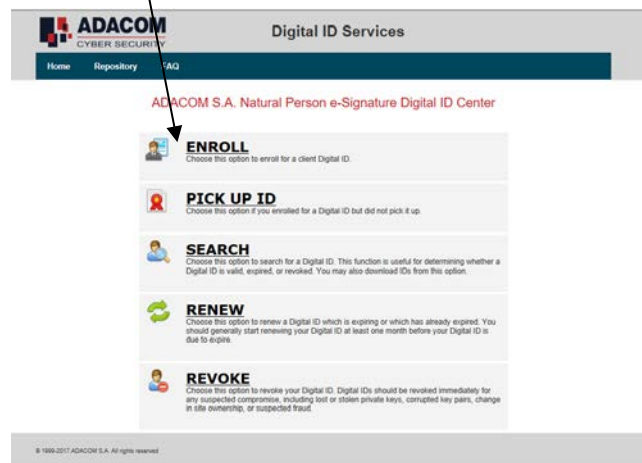 ADACOM
CYBER SECURITY
Digital ID Services
Home Repository FAQ
ADACOM S.A. Natural Person e-Signature Digital ID Center
ENROLL
Choose this option to enroll for a client Digital ID.
PICK UP ID
Choose this option if you enrolled for a Digital ID but did not pick it up.
SEARCH
Choose this option to search for a Digital ID. This function is useful for determining whether a
Digital ID is valid, expired, or revoked. You may also download IDs from this option.
RENEW
Choose this option to renew a Digital ID which is expiring or which has already expired. You
should generally start renewing your Digital ID at least one month before your Digital ID is
due to expire.
REVOKE
Choose this option to revoke your Digital ID. Digital IDs should be revoked immediately for
any suspected compromise, including lost or stolen private keys, corrupted key pairs, change
in site ownership, or suspected fraud.
© 1999-2017 ADACOM S.A. All rights reserved